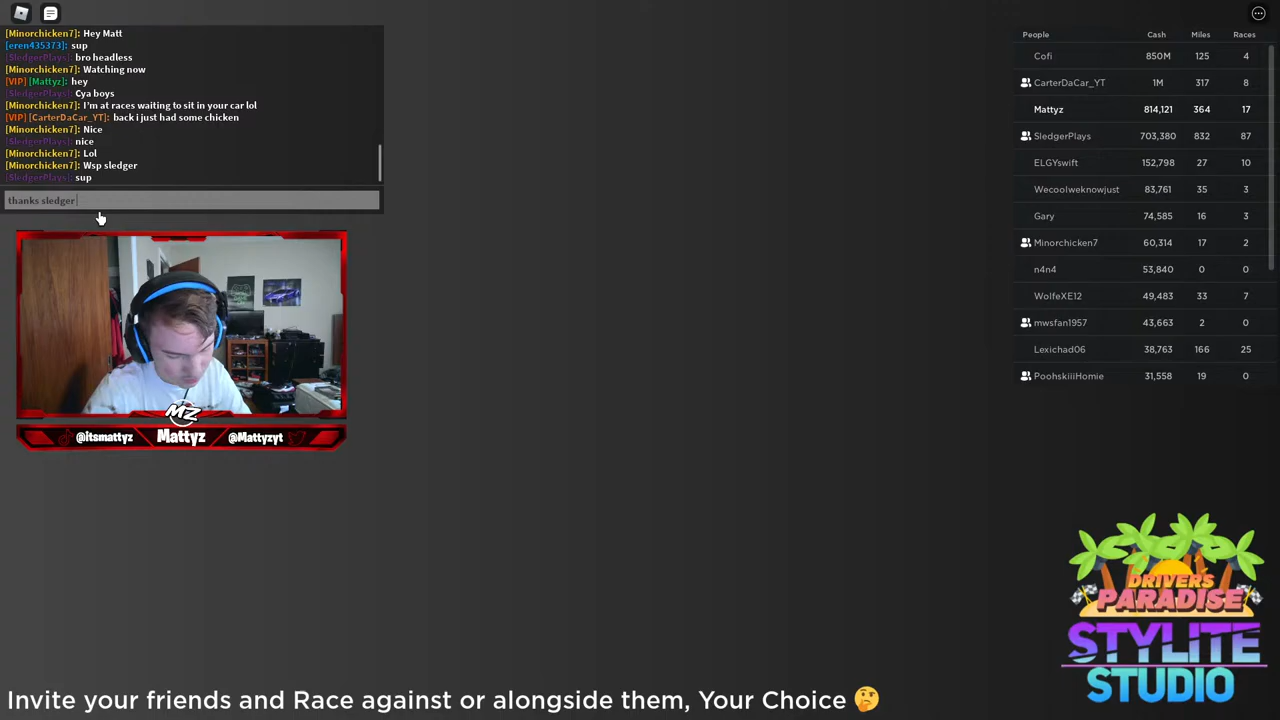 [Minorchicken7]: Hey Matt
[eren435373]: sup
[SledgerPlays]: bro headless
[Minorchicken7]: Watching now
[VIP] [Mattyz]: hey
[SledgerPlays]: Cya boys
[Minorchicken7]: I'm at races waiting to sit in your car lol
[VIP] [CarterDaCar_YT]: back i just had some chicken
[Minorchicken7]: Nice
[SledgerPlays]: nice
[Minorchicken7]: Lol
[Minorchicken7]: Wsp sledger
[SledgerPlays]: sup
thanks sledger
MZ
@itsmattyz Mattyz @Mattyzyt
People Cash Miles Races
Cofi 850M 125 4
CarterDaCar_YT 1M 317 8
Mattyz 814,121 364 17
SledgerPlays 703,380 832 87
ELGYswift 152,798 27 10
Wecoolweknowjust 83,761 35 3
Gary 74,585 16 3
Minorchicken7 60,314 17 2
n4n4 53,840 0 0
WolfeXE12 49,483 33 7
mwsfan1957 43,663 2 0
Lexichad06 38,763 166 25
PoohskiiiHomie 31,558 19 0
DRIVER'S
PARADISE
STYLITE
STUDIO
Invite your friends and Race against or alongside them, Your Choice 🤔